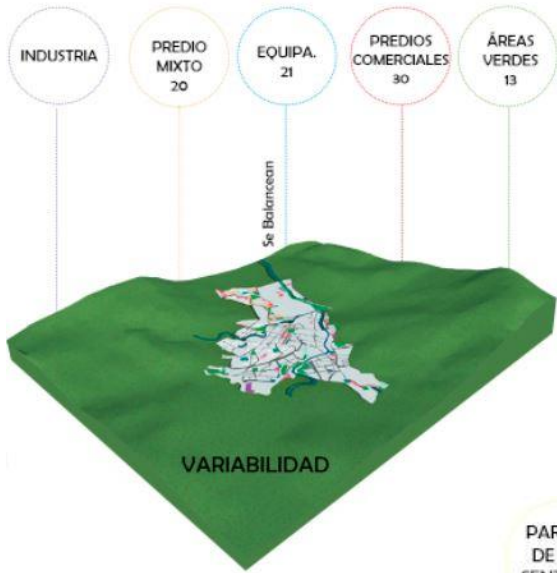 INDUSTRIA
PREDIO
MIXTO
20
EQUIPA.
21
PREDIOS
COMERCIALES
30
ÁREAS
VERDES
13
Se Balancean
VARIABILIDAD
PAR
DE